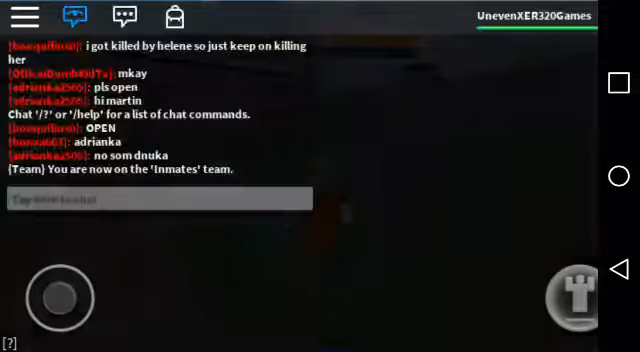 UnevenXER320Games
i got killed by helene so just keep on killing
her
mkay
pls open
hi martin
Chat '/?' or '/help' for a list of chat commands.
OPEN
adrianka
no som dnuka
{Team} You are now on the 'Inmates' team.
[?]